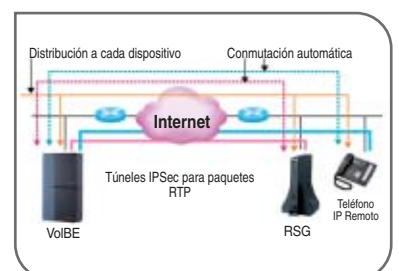 Distribución a cada dispositivo
Conmutación automática
Internet
Túneles IPSec para paquetes
RTP
VoIBE
RSG
Teléfono
IP Remoto